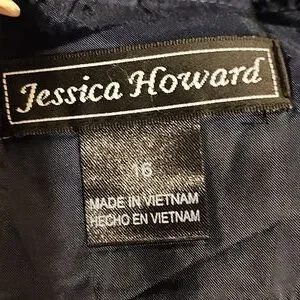 Jessica Howard
16
MADE IN VIETNAM
HECHO EN VIETNAM